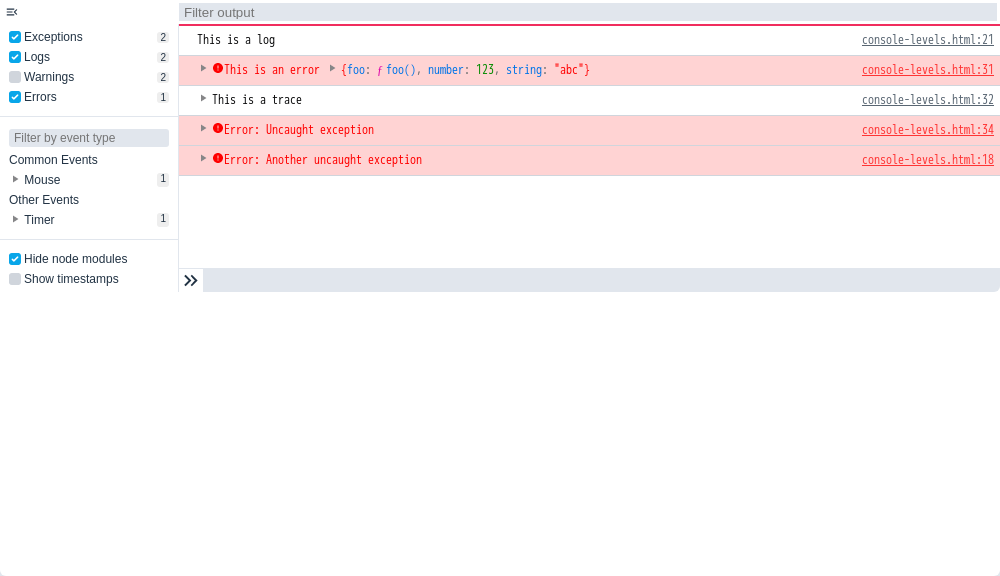 Filter output
Exceptions 2
Logs 2
Warnings 2
Errors 1
Filter by event type
Common Events
Mouse 1
Other Events
Timer 1
Hide node modules
Show timestamps
This is a log console-levels.html:21
This is an error {foo: ƒ foo(), number: 123, string: "abc"} console-levels.html:31
This is a trace console-levels.html:32
Error: Uncaught exception console-levels.html:34
Error: Another uncaught exception console-levels.html:18